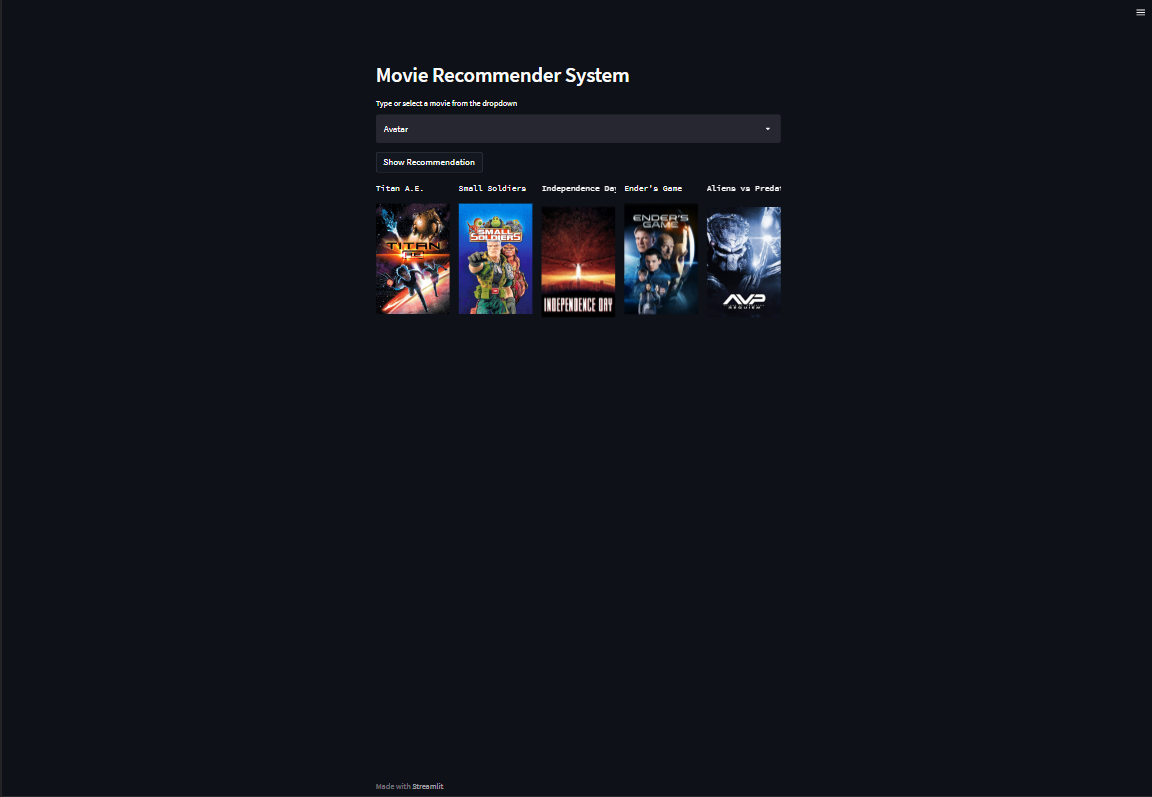 Movie Recommender System
Type or select a movie from the dropdown
Avatar
Show Recommendation
Titan A.E. Small Soldiers Independence Day Ender's Game Aliens vs Predat
TITAN A.E. SMALL SOLDIERS INDEPENDENCE DAY ENDER'S GAME AVP REQUIEM
Made with Streamlit